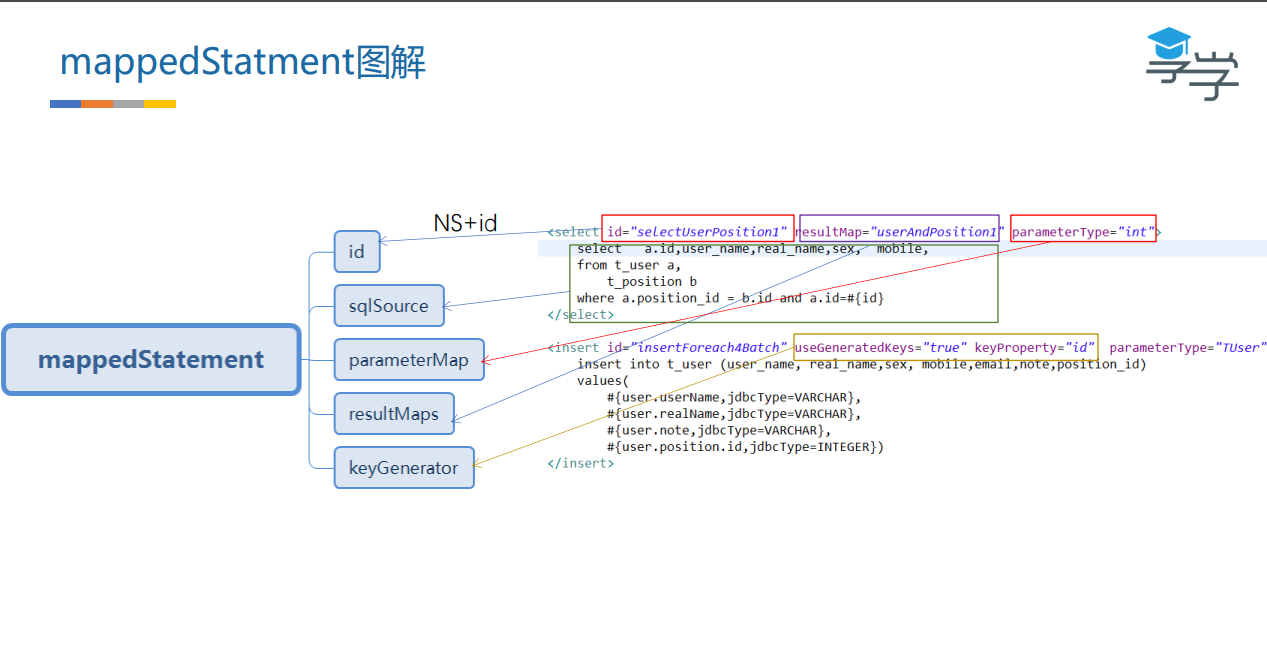 mappedStatment图解
享学
NS+id
id
sqlSource
parameterMap
resultMaps
keyGenerator
mappedStatement
<select id="selectUserPosition1" resultMap="userAndPosition1" parameterType="int">
select a.id,user_name,real_name,sex, mobile,
from t_user a,
t_position b
where a.position_id = b.id and a.id=#{id}
</select>
<insert id="insertForeach4Batch" useGeneratedKeys="true" keyProperty="id" parameterType="TUser"
insert into t_user (user_name, real_name,sex, mobile,email,note,position_id)
values(
#{user.userName,jdbcType=VARCHAR},
#{user.realName,jdbcType=VARCHAR},
#{user.note,jdbcType=VARCHAR},
#{user.position.id,jdbcType=INTEGER})
</insert>